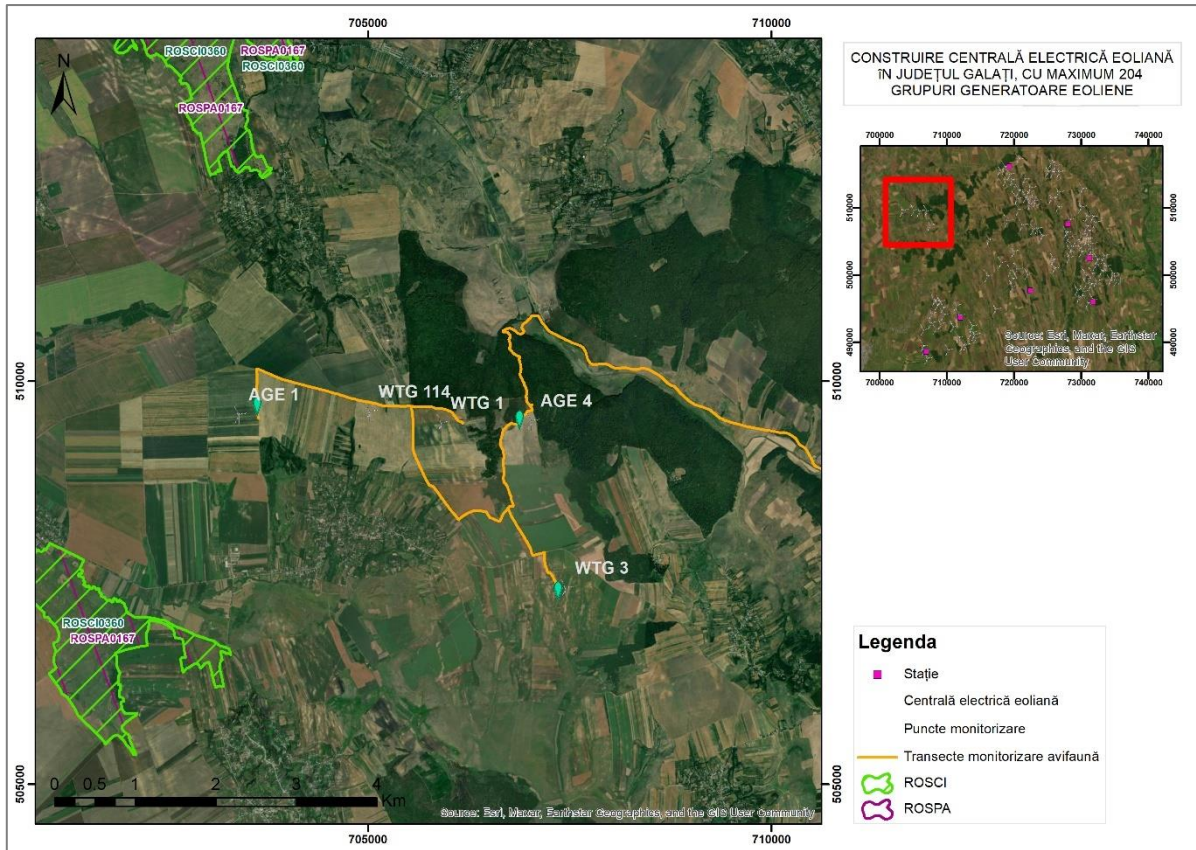 705000
710000
ROSCI0360
ROSPA0167
ROSCI0360
ROSPA0167
N
510000
510000
AGE 1
WTG 114
WTG 1
AGE 4
WTG 3
ROSCI0360
ROSPA0167
505000
505000
0 0.5 1 2 3 4
Km
Source: Esri, Maxar, Earthstar Geographics, and the GIS User Community
705000
710000
CONSTRUIRE CENTRALĂ ELECTRICĂ EOLIANĂ
ÎN JUDEȚUL GALAȚI, CU MAXIMUM 204
GRUPURI GENERATOARE EOLIENE
700000 710000 720000 730000 740000
510000
510000
500000
500000
490000
490000
Source: Esri, Maxar, Earthstar
Geographics, and the GIS
User Community
700000 710000 720000 730000 740000
Legenda
Stație
Centrală electrică eoliană
Puncte monitorizare
Transecte monitorizare avifaună
ROSCI
ROSPA